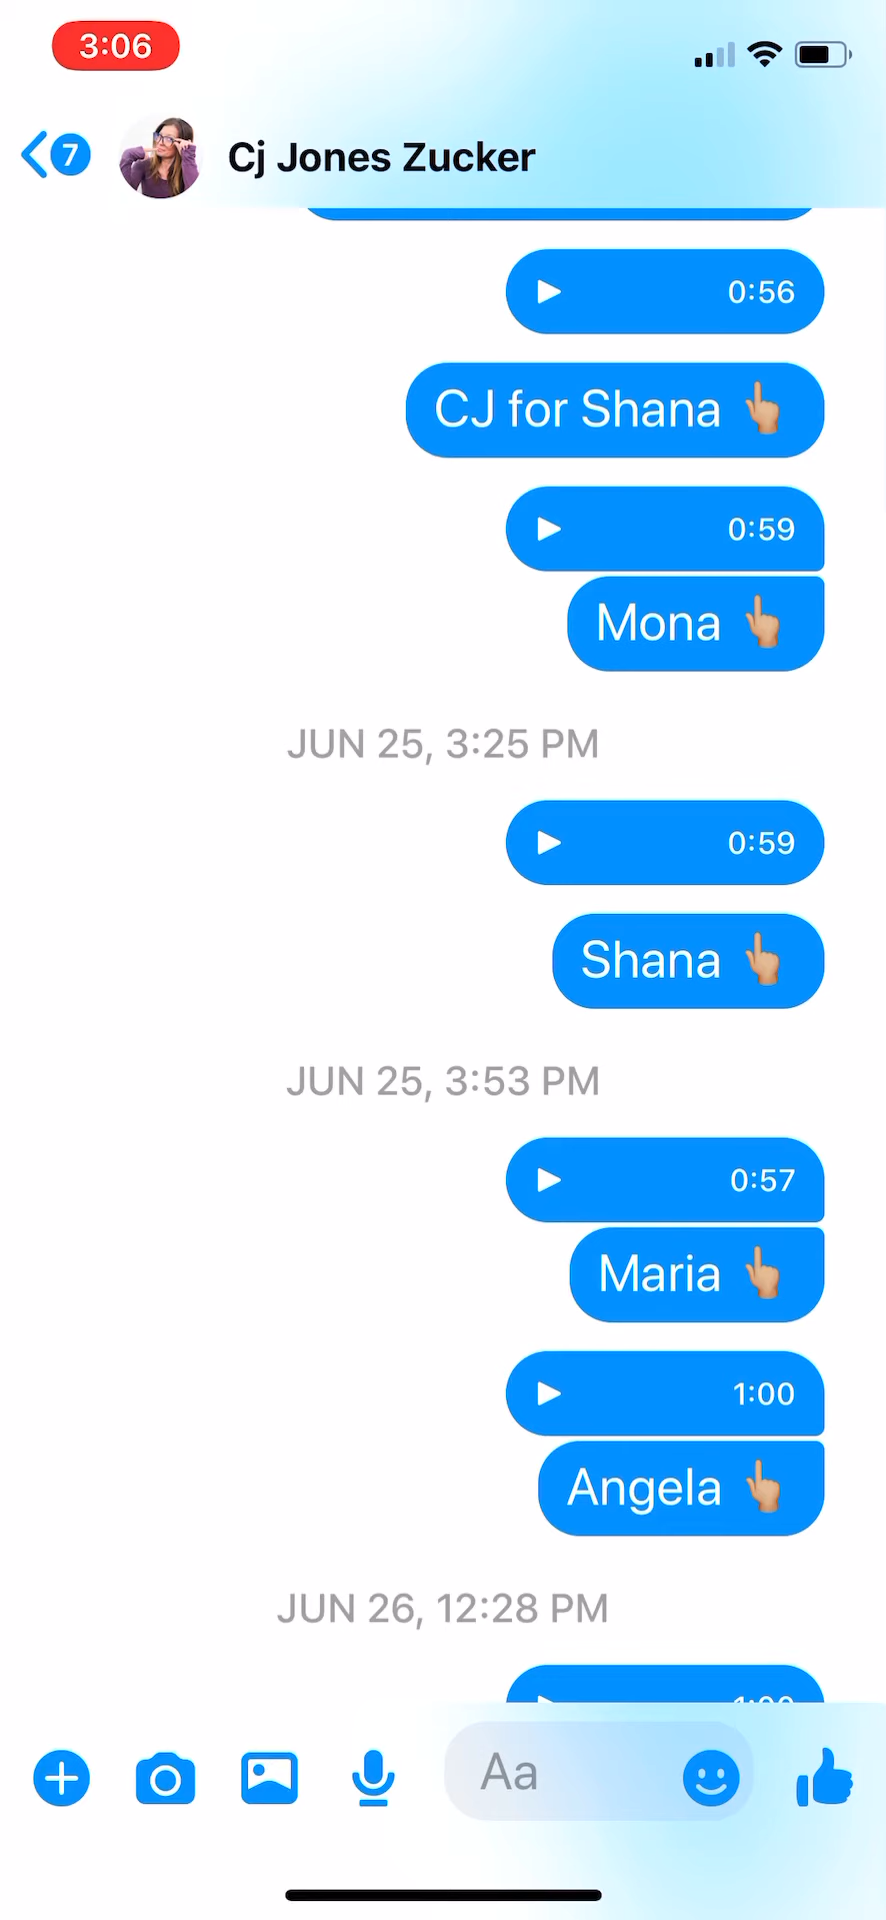 3:06
7
Cj Jones Zucker
0:56
CJ for Shana 👆🏼
0:59
Mona 👆🏼
JUN 25, 3:25 PM
0:59
Shana 👆🏼
JUN 25, 3:53 PM
0:57
Maria 👆🏼
1:00
Angela 👆🏼
JUN 26, 12:28 PM
Aa